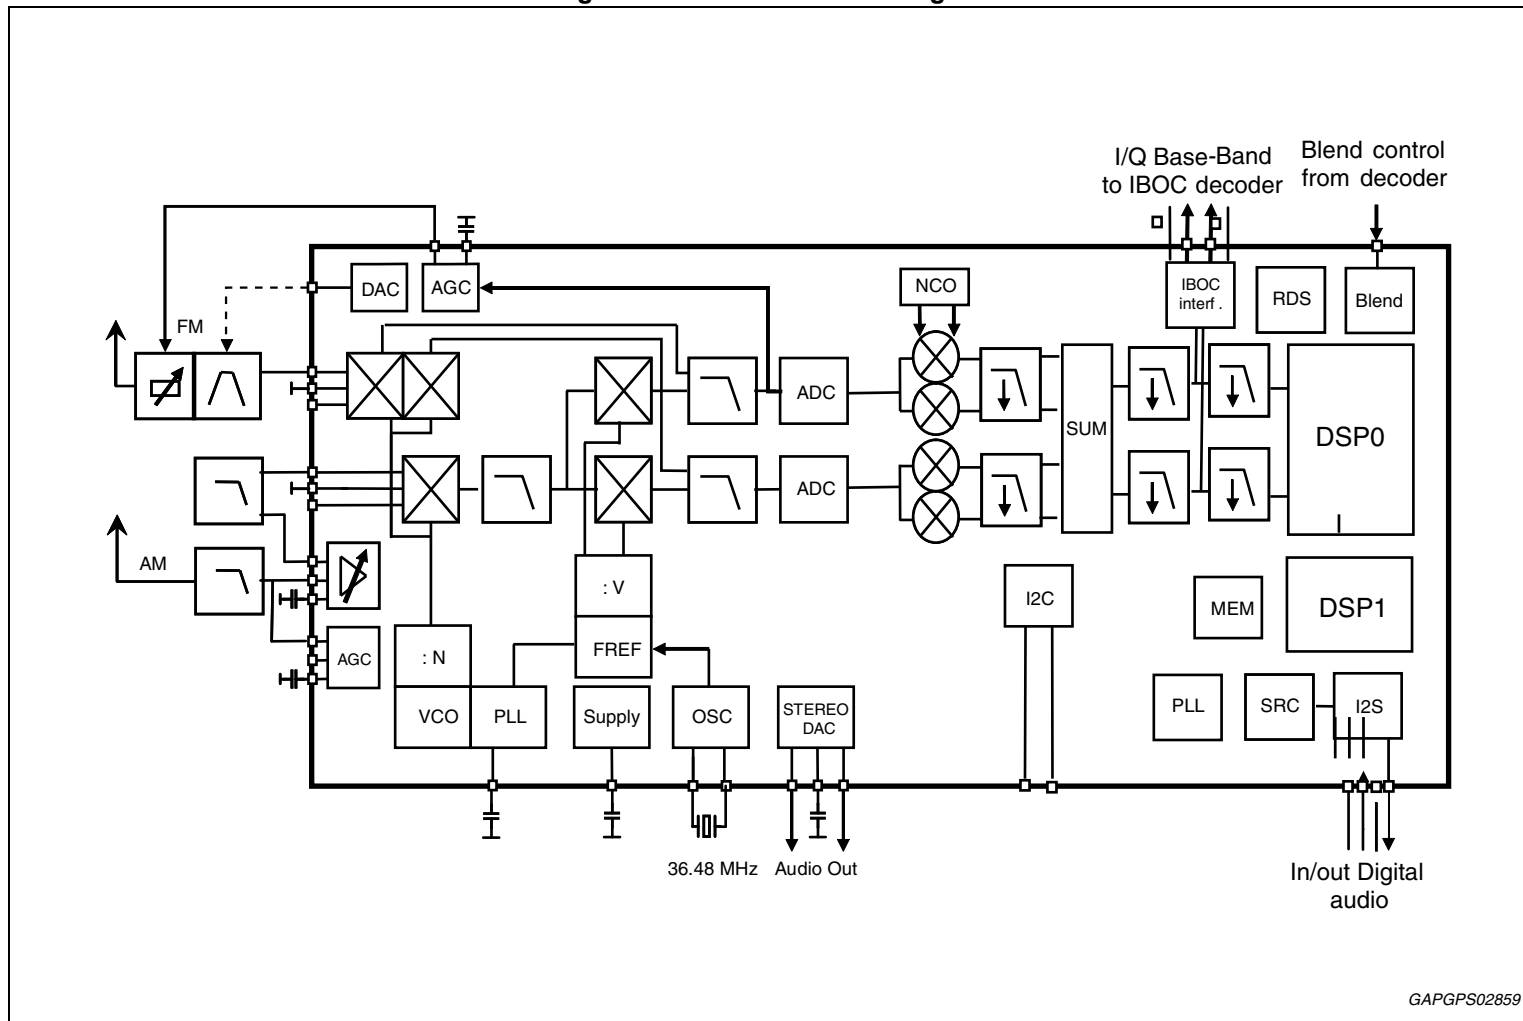 I/Q Base-Band
to IBOC decoder
Blend control
from decoder
DAC
AGC
NCO
IBOC
interf .
RDS
Blend
FM
ADC
SUM
DSP0
ADC
AM
: V
I2C
MEM
DSP1
AGC
: N
FREF
VCO
PLL
Supply
OSC
STEREO
DAC
PLL
SRC
I2S
36.48 MHz
Audio Out
In/out Digital
audio
GAPGPS02859